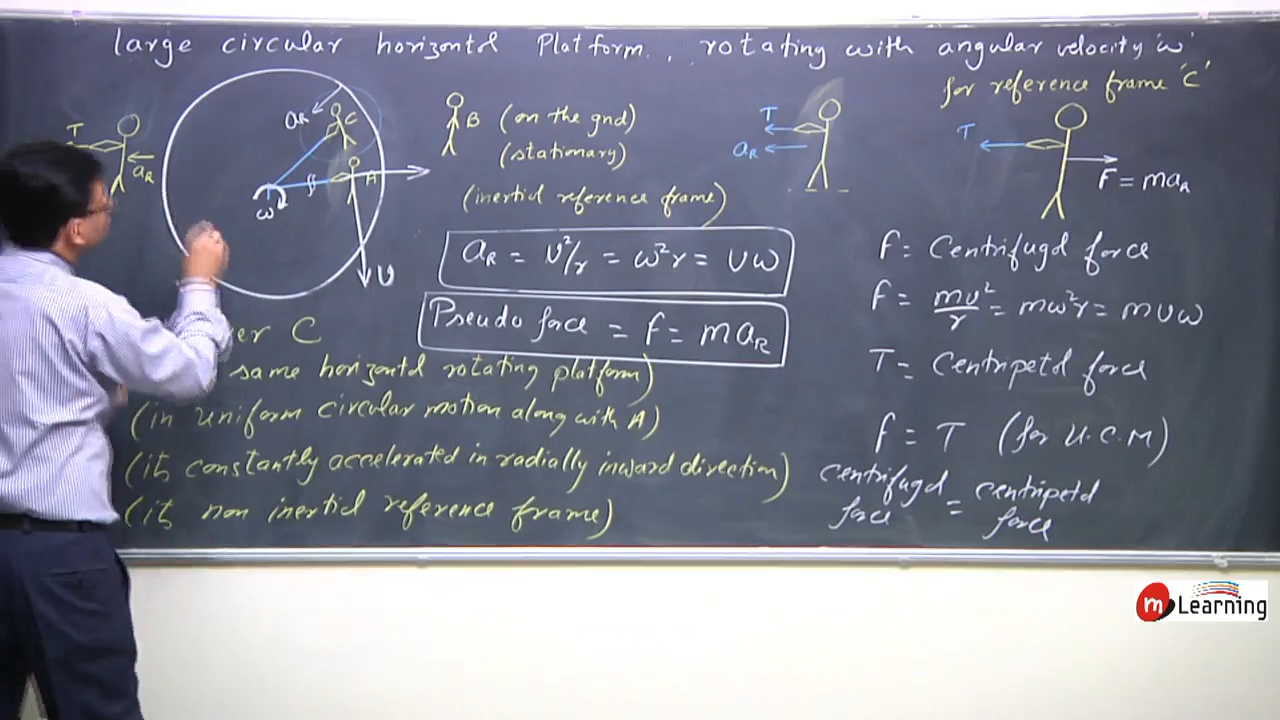 large circular horizontal Platform., rotating with angular velocity 'ω'
for reference frame 'C'
T
aR
aR
C
A
ω
υ
B (on the gnd)
(stationary)
(inertial reference frame)
T
aR
T
F = maR
aR = υ²/r = ω²r = υω
Pseudo force = f = maR
er C
same horizontal rotating platform)
(in uniform circular motion along with A)
(its constantly accelerated in radially inward direction)
(its non inertial reference frame)
f = Centrifugal force
f = mυ²/r = mω²r = mυω
T = Centripetal force
f = T (for U.C.M)
centrifugal force = centripetal force
m Learning